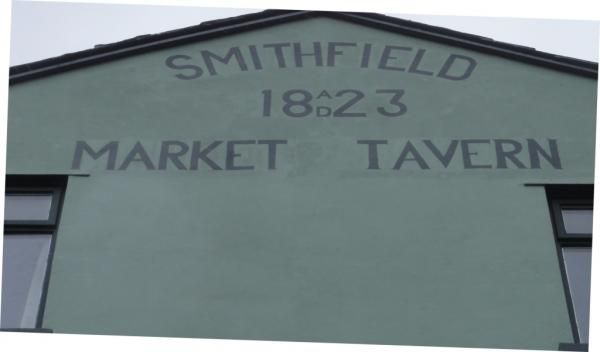 SMITHFIELD
18AD23
MARKET TAVERN